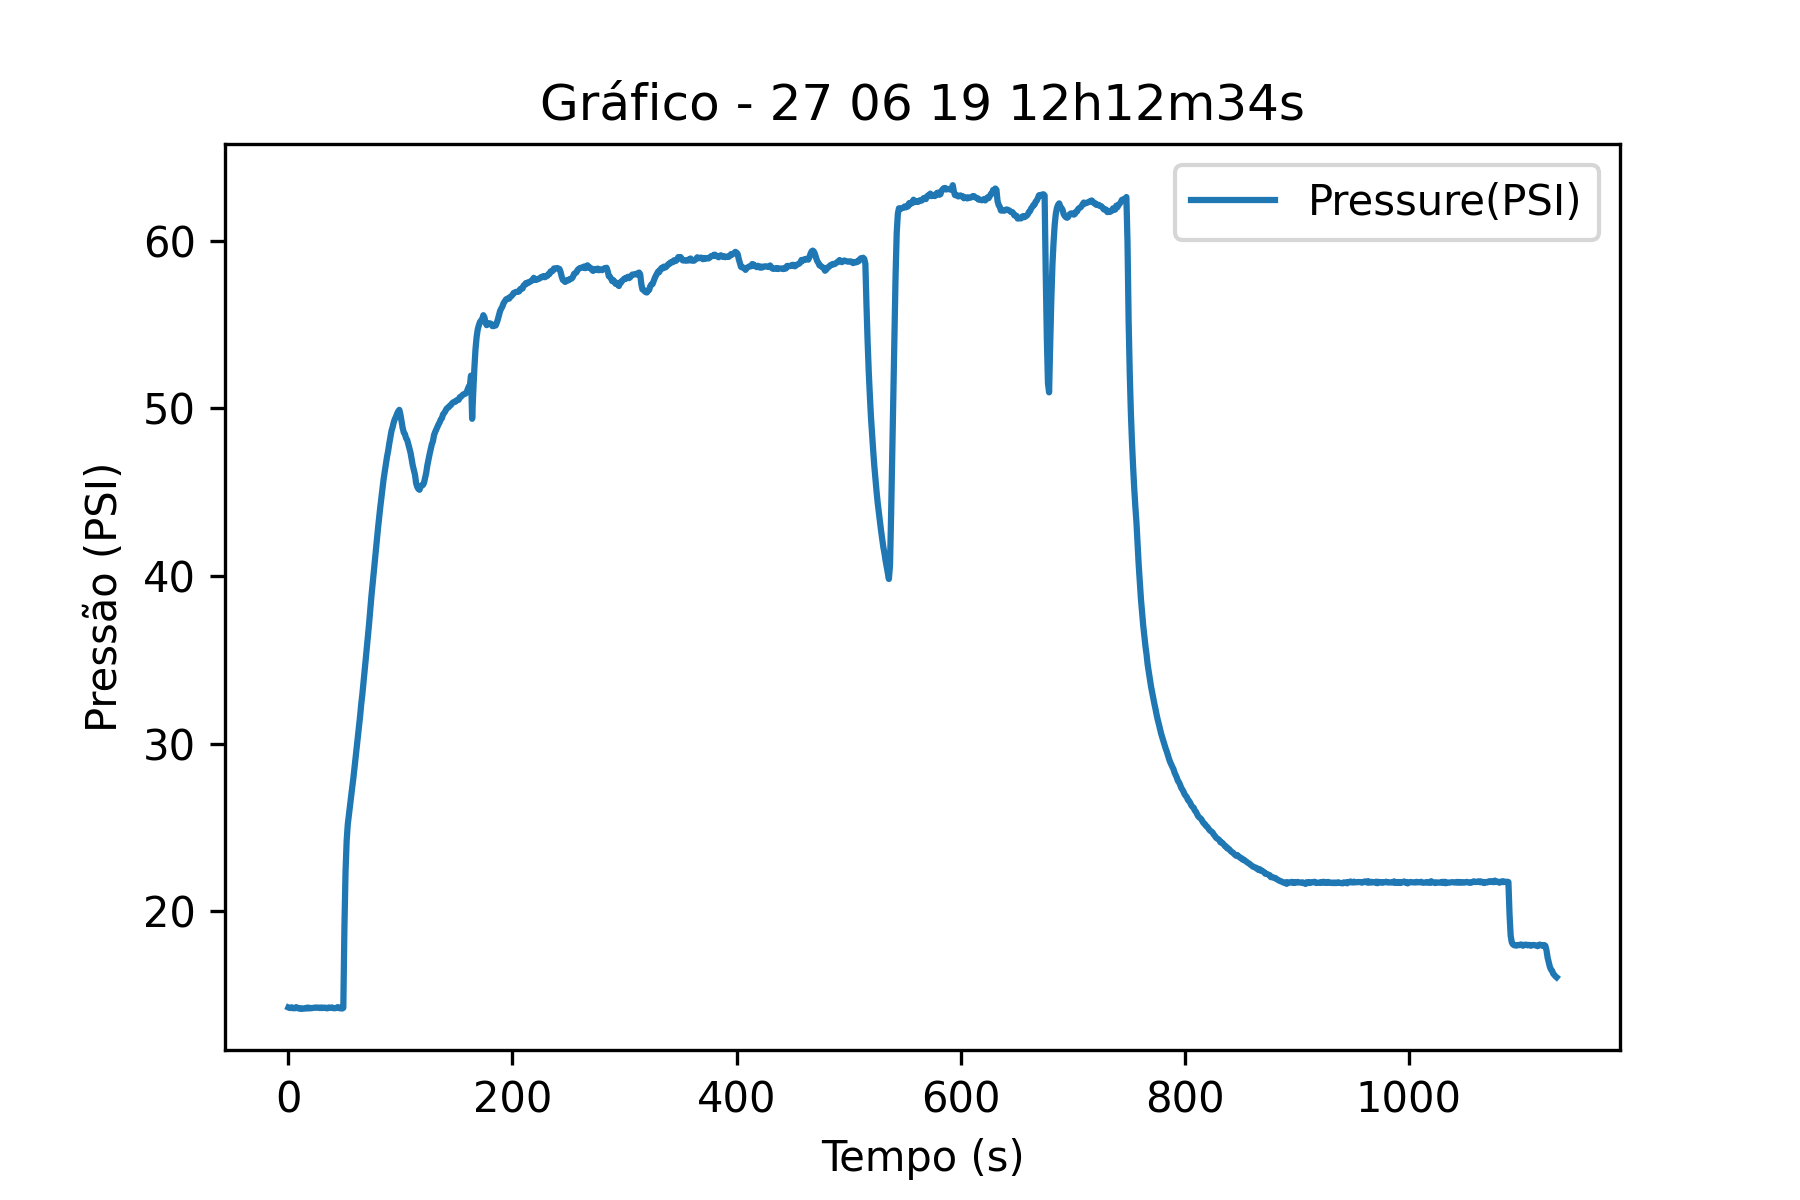 Gráfico - 27 06 19 12h12m34s
Pressure(PSI)
Pressão (PSI)
60
50
40
30
20
0 200 400 600 800 1000
Tempo (s)